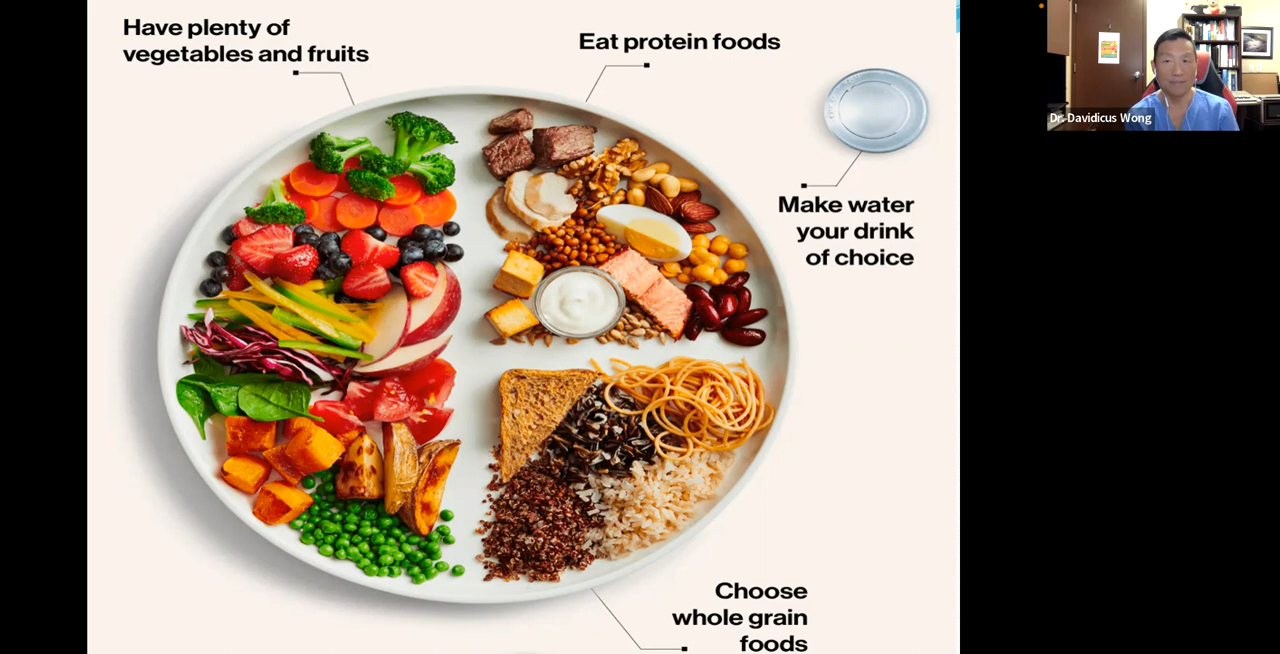 Have plenty of
vegetables and fruits
Eat protein foods
Make water
your drink
of choice
Choose
whole grain
foods
Dr. Davidicus Wong